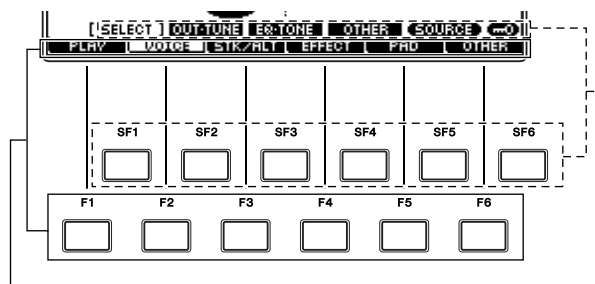 [SELECT] OUT-TUNE EQ-TONE OTHER SOURCE
PLAY VOICE STK/ALT EFFECT PAD OTHER
SF1 SF2 SF3 SF4 SF5 SF6
F1 F2 F3 F4 F5 F6